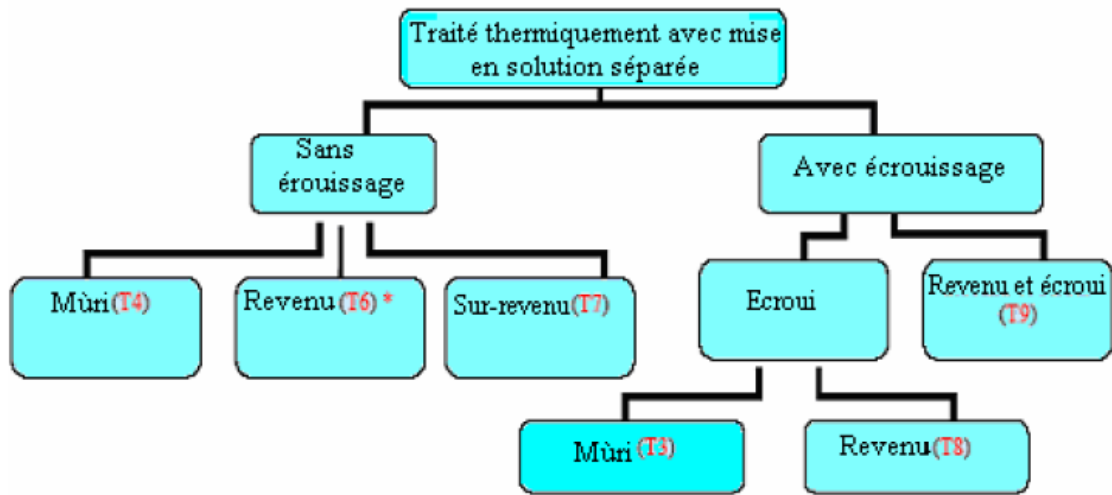 Traité thermiquement avec mise
en solution séparée
Sans
érouissage
Avec écrouissage
Mùri (T4)
Revenu (T6) *
Sur-revenu (T7)
Ecroui
Revenu et écroui
(T9)
Mùri (T3)
Revenu (T8)